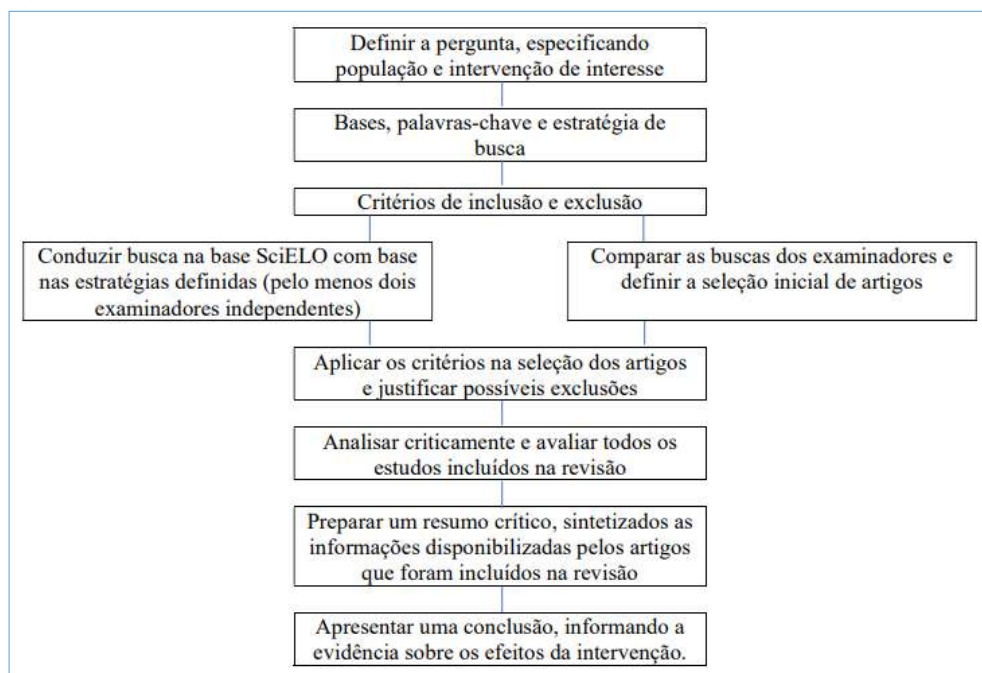 Definir a pergunta, especificando
população e intervenção de interesse
Bases, palavras-chave e estratégia de
busca
Critérios de inclusão e exclusão
Conduzir busca na base SciELO com base
nas estratégias definidas (pelo menos dois
examinadores independentes)
Comparar as buscas dos examinadores e
definir a seleção inicial de artigos
Aplicar os critérios na seleção dos artigos
e justificar possíveis exclusões
Analisar criticamente e avaliar todos os
estudos incluídos na revisão
Preparar um resumo crítico, sintetizados as
informações disponibilizadas pelos artigos
que foram incluídos na revisão
Apresentar uma conclusão, informando a
evidência sobre os efeitos da intervenção.